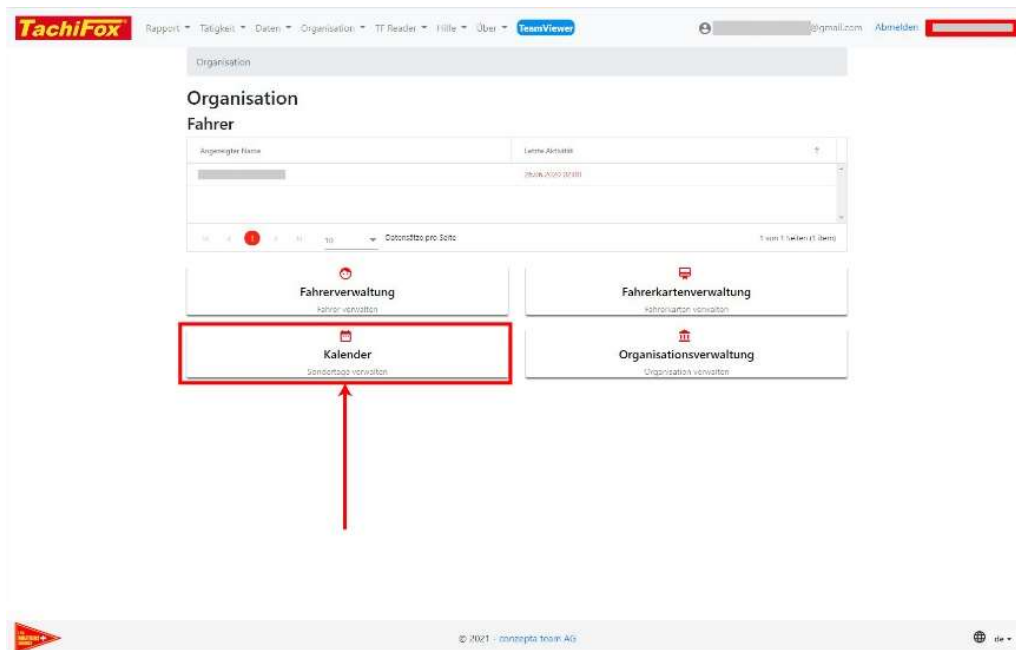 TachiFox Rapport Tätigkeit Daten Organisation TF Reader Hilfe Über TeamViewer @gmail.com Abmelden
Organisation
Organisation
Fahrer
Angezeigter Name Letzte Aktivität
10 Datensätze pro Seite 1 von 1 Seiten (1 item)
Fahrerverwaltung Fahrerkartenverwaltung
Fahrer verwalten Fahrerkarten verwalten
Kalender Organisationsverwaltung
Sondertage verwalten Organisation verwalten
© 2021 - concepta team AG de